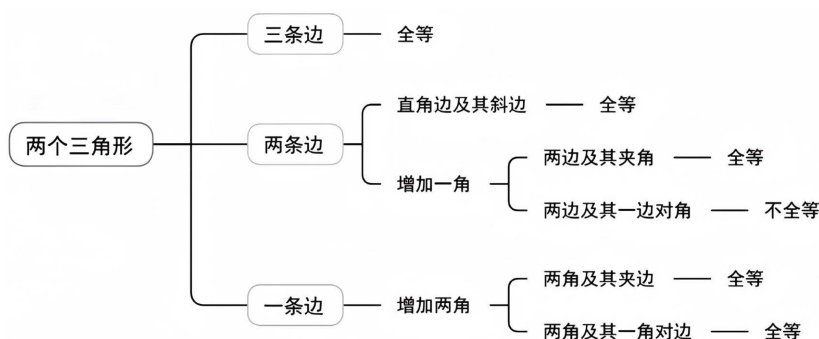 三条边
全等
两个三角形
两条边
直角边及其斜边
全等
增加一角
两边及其夹角
全等
两边及其一边对角
不全等
一条边
增加两角
两角及其夹边
全等
两角及其一角对边
全等